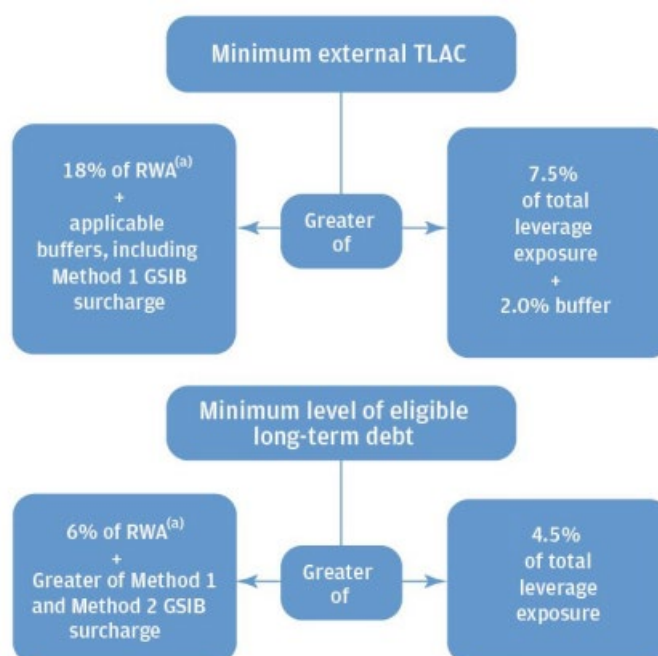 Minimum external TLAC
18% of RWA(a)
+
applicable
buffers, including
Method 1 GSIB
surcharge
Greater
of
7.5%
of total
leverage
exposure
+
2.0% buffer
Minimum level of eligible
long-term debt
6% of RWA(a)
+
Greater of Method 1
and Method 2 GSIB
surcharge
Greater
of
4.5%
of total
leverage
exposure